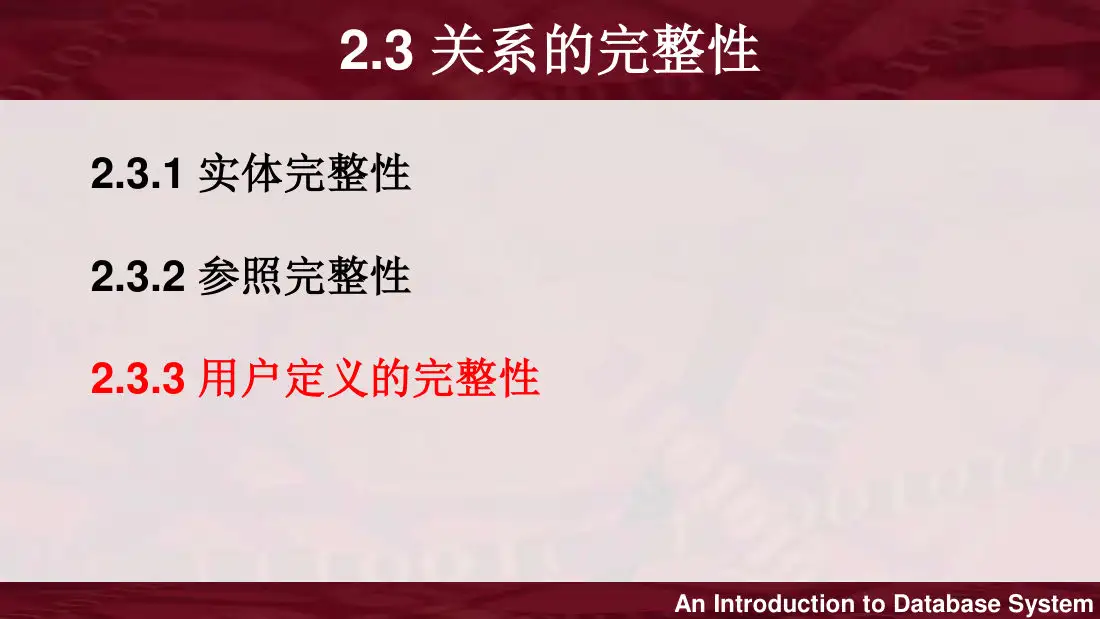 2.3 关系的完整性
2.3.1 实体完整性
2.3.2 参照完整性
2.3.3 用户定义的完整性
An Introduction to Database System